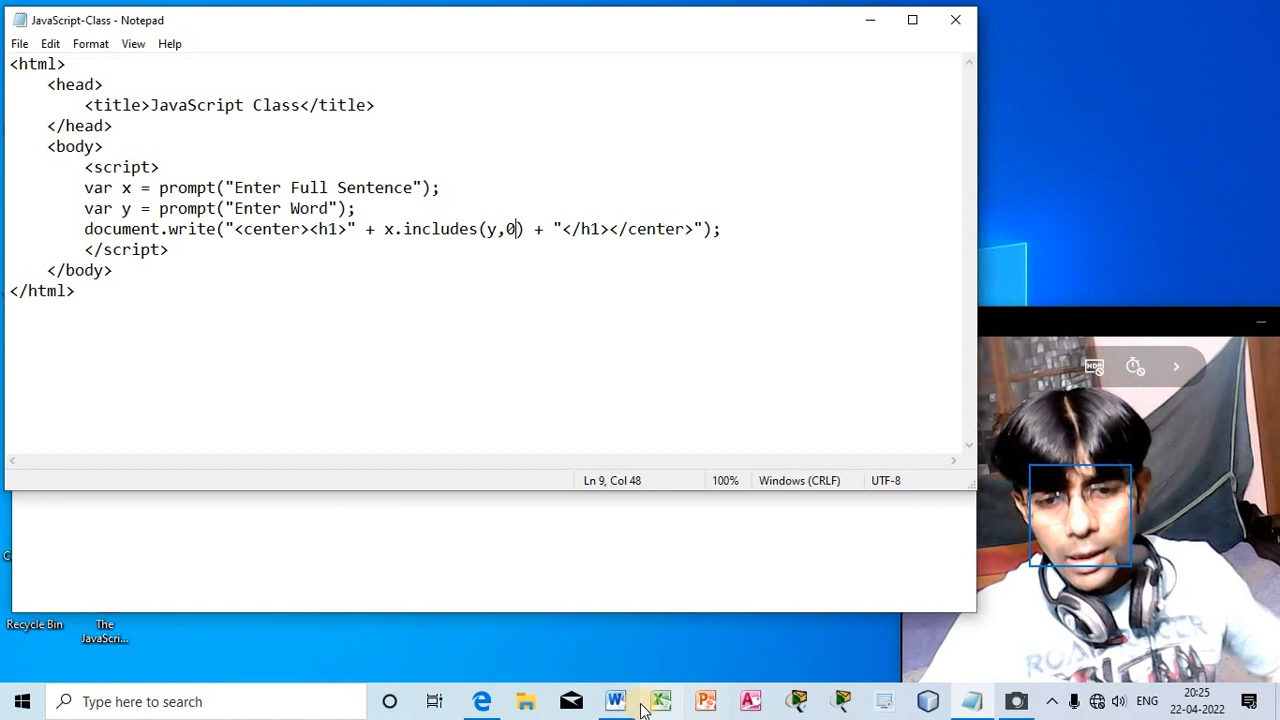 JavaScript-Class - Notepad
File Edit Format View Help
<html>
<head>
<title>JavaScript Class</title>
</head>
<body>
<script>
var x = prompt("Enter Full Sentence");
var y = prompt("Enter Word");
document.write("<center><h1>" + x.includes(y,0) + "</h1></center>");
</script>
</body>
</html>
Ln 9, Col 48 100% Windows (CRLF) UTF-8
HDR
Recycle Bin
The JavaScri...
Type here to search
ENG
20:25
22-04-2022